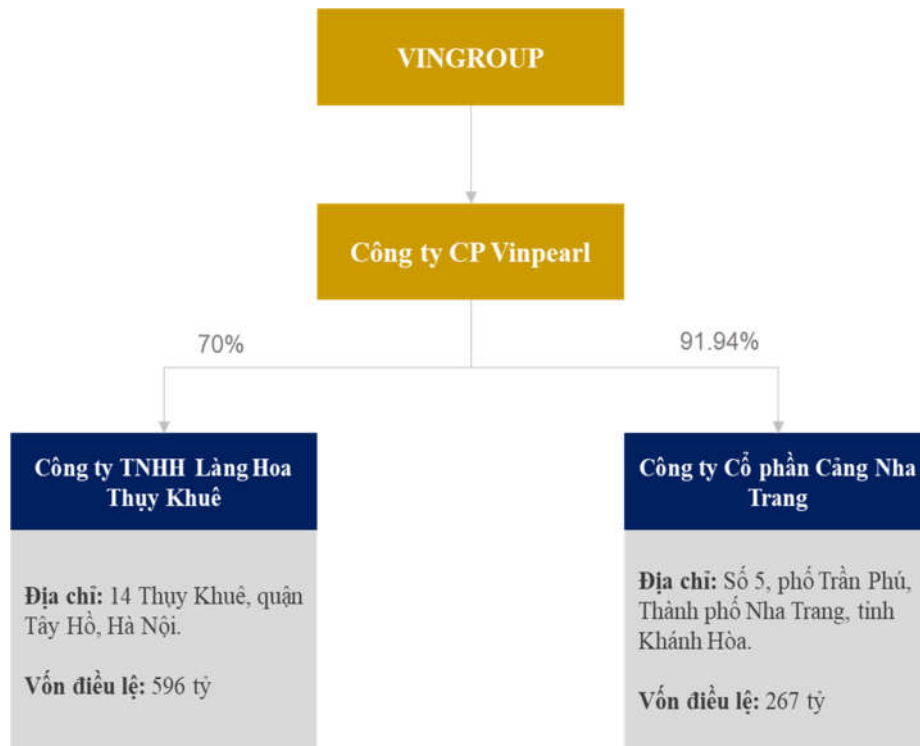 VINGROUP
Công ty CP Vinpearl
70%
91.94%
Công ty TNHH Làng Hoa
Thụy Khuê
Địa chỉ: 14 Thụy Khuê, quận
Tây Hồ, Hà Nội.
Vốn điều lệ: 596 tỷ
Công ty Cổ phần Cảng Nha
Trang
Địa chỉ: Số 5, phố Trần Phú,
Thành phố Nha Trang, tỉnh
Khánh Hòa.
Vốn điều lệ: 267 tỷ